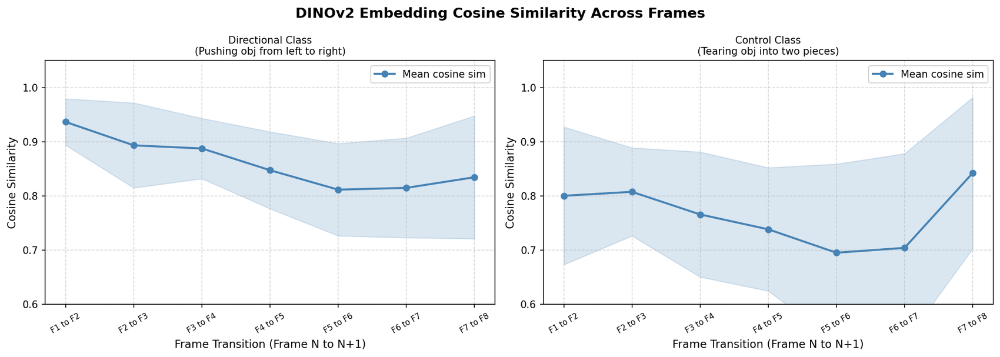 DINOv2 Embedding Cosine Similarity Across Frames
Directional Class
(Pushing obj from left to right)
Mean cosine sim
Cosine Similarity
1.0
0.9
0.8
0.7
0.6
F1 to F2
F2 to F3
F3 to F4
F4 to F5
F5 to F6
F6 to F7
F7 to F8
Frame Transition (Frame N to N+1)
Control Class
(Tearing obj into two pieces)
Mean cosine sim
Cosine Similarity
1.0
0.9
0.8
0.7
0.6
F1 to F2
F2 to F3
F3 to F4
F4 to F5
F5 to F6
F6 to F7
F7 to F8
Frame Transition (Frame N to N+1)